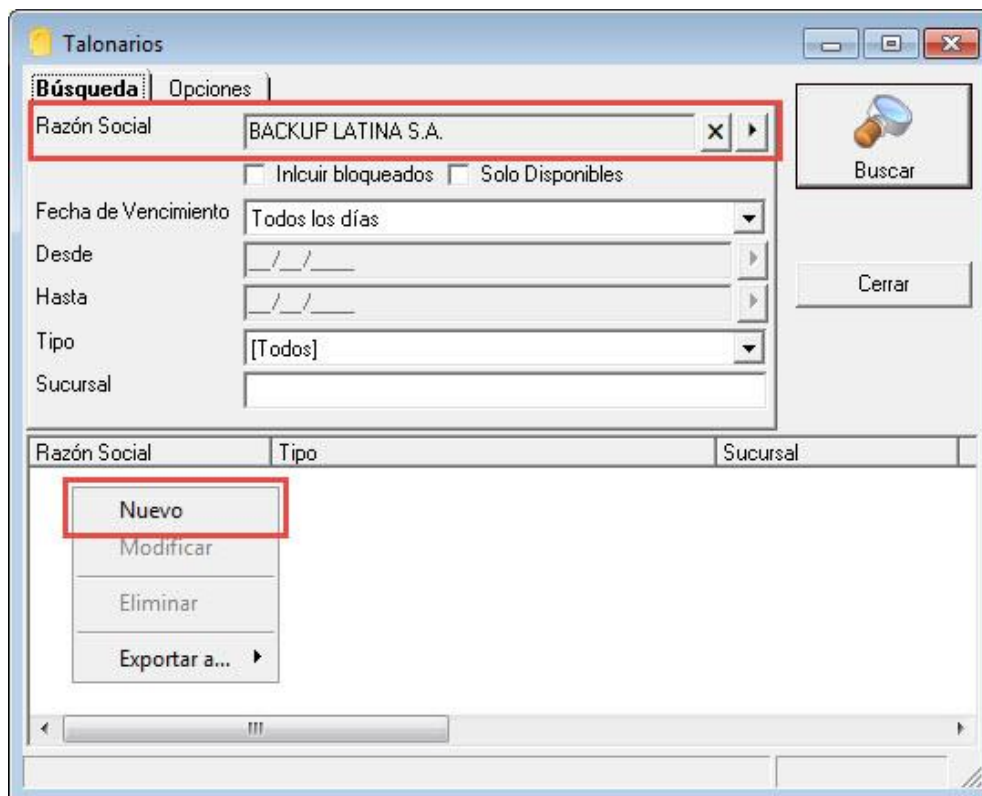 Talonarios
Búsqueda Opciones
Razón Social BACKUP LATINA S.A.
Buscar
Inlcuir bloqueados Solo Disponibles
Fecha de Vencimiento Todos los días
Desde __/__/____
Cerrar
Hasta __/__/____
Tipo [Todos]
Sucursal
Razón Social Tipo Sucursal
Nuevo
Modificar
Eliminar
Exportar a...